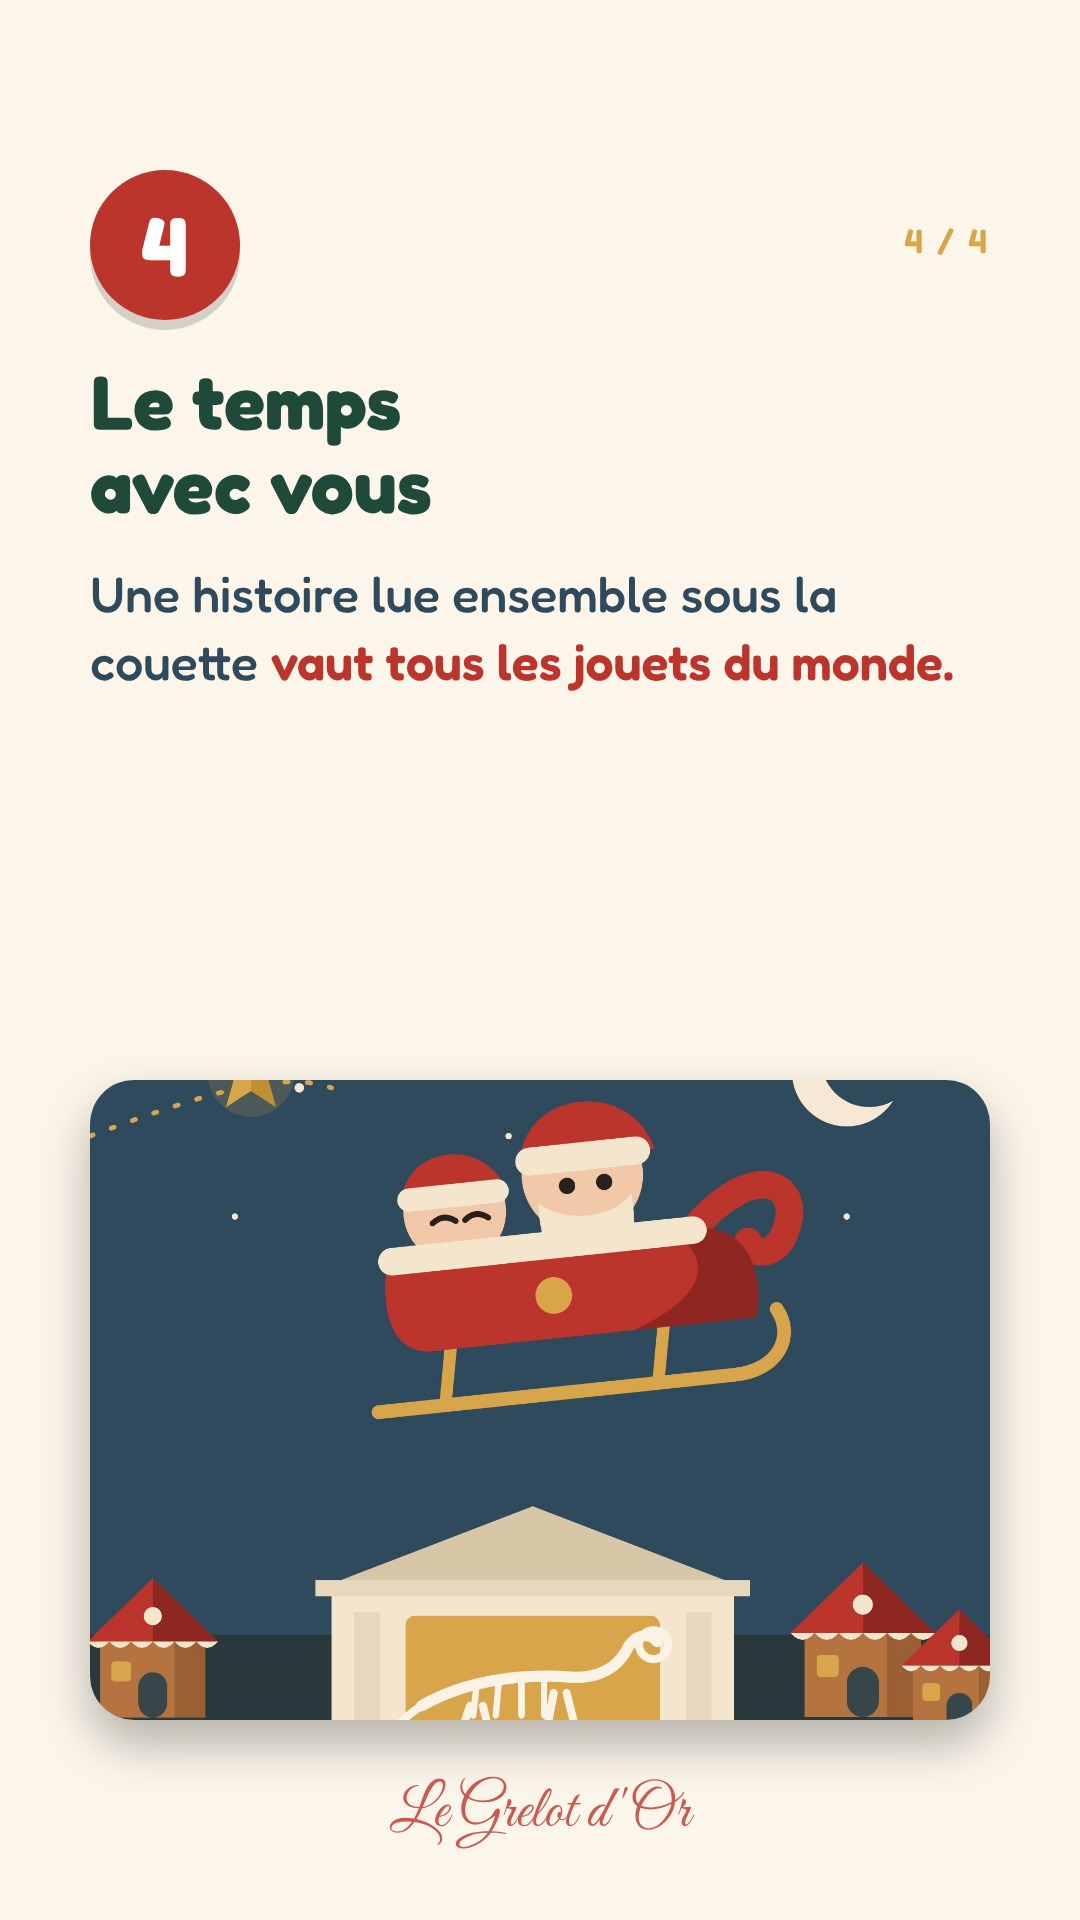 4
4 / 4
Le temps
avec vous
Une histoire lue ensemble sous la
couette vaut tous les jouets du monde.
Le Grelot d'Or